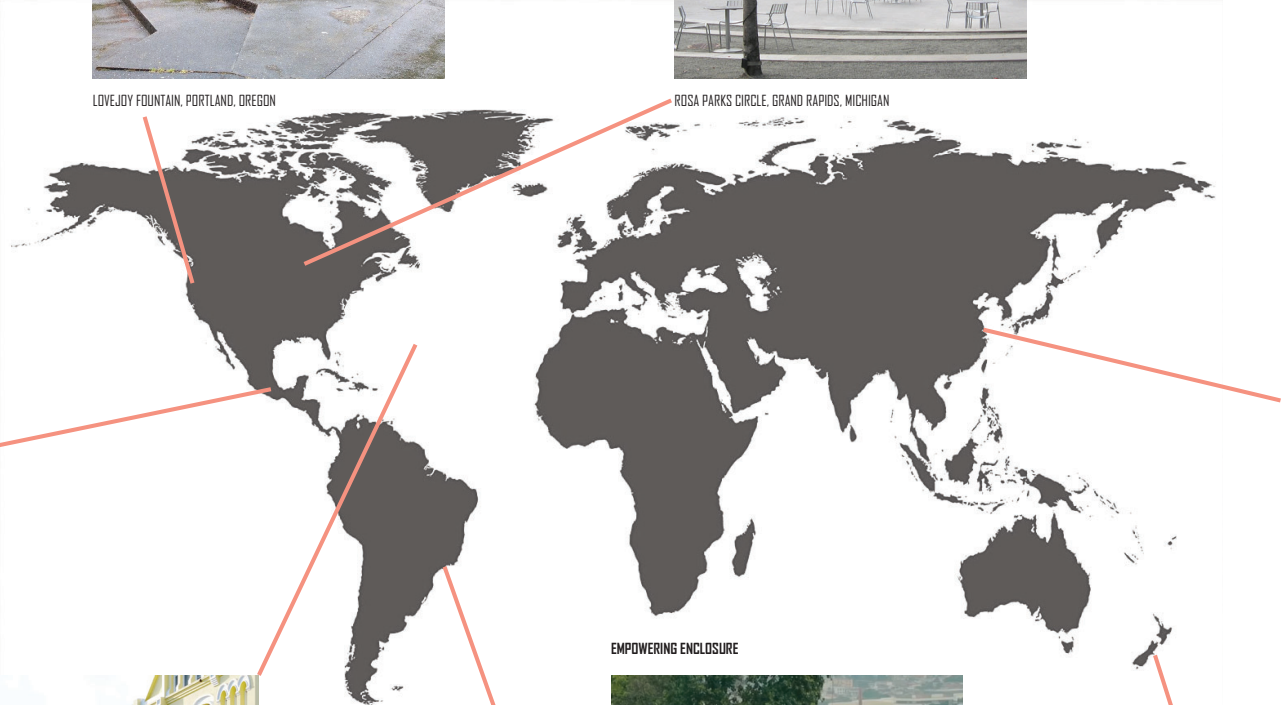 LOVEJOY FOUNTAIN, PORTLAND, OREGON
ROSA PARKS CIRCLE, GRAND RAPIDS, MICHIGAN
EMPOWERING ENCLOSURE